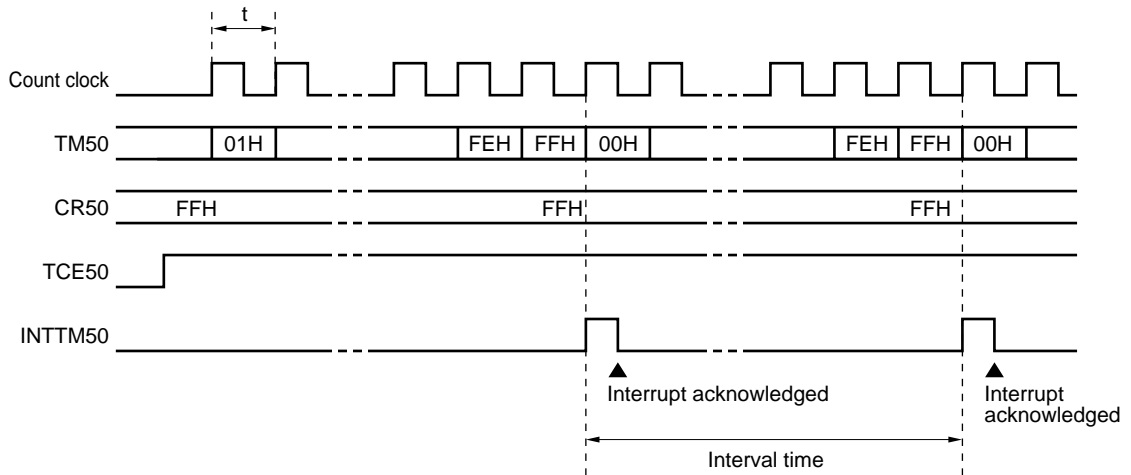 t
Count clock
TM50 01H FEH FFH 00H FEH FFH 00H
CR50 FFH FFH FFH
TCE50
INTTM50
Interrupt acknowledged Interrupt
acknowledged
Interval time